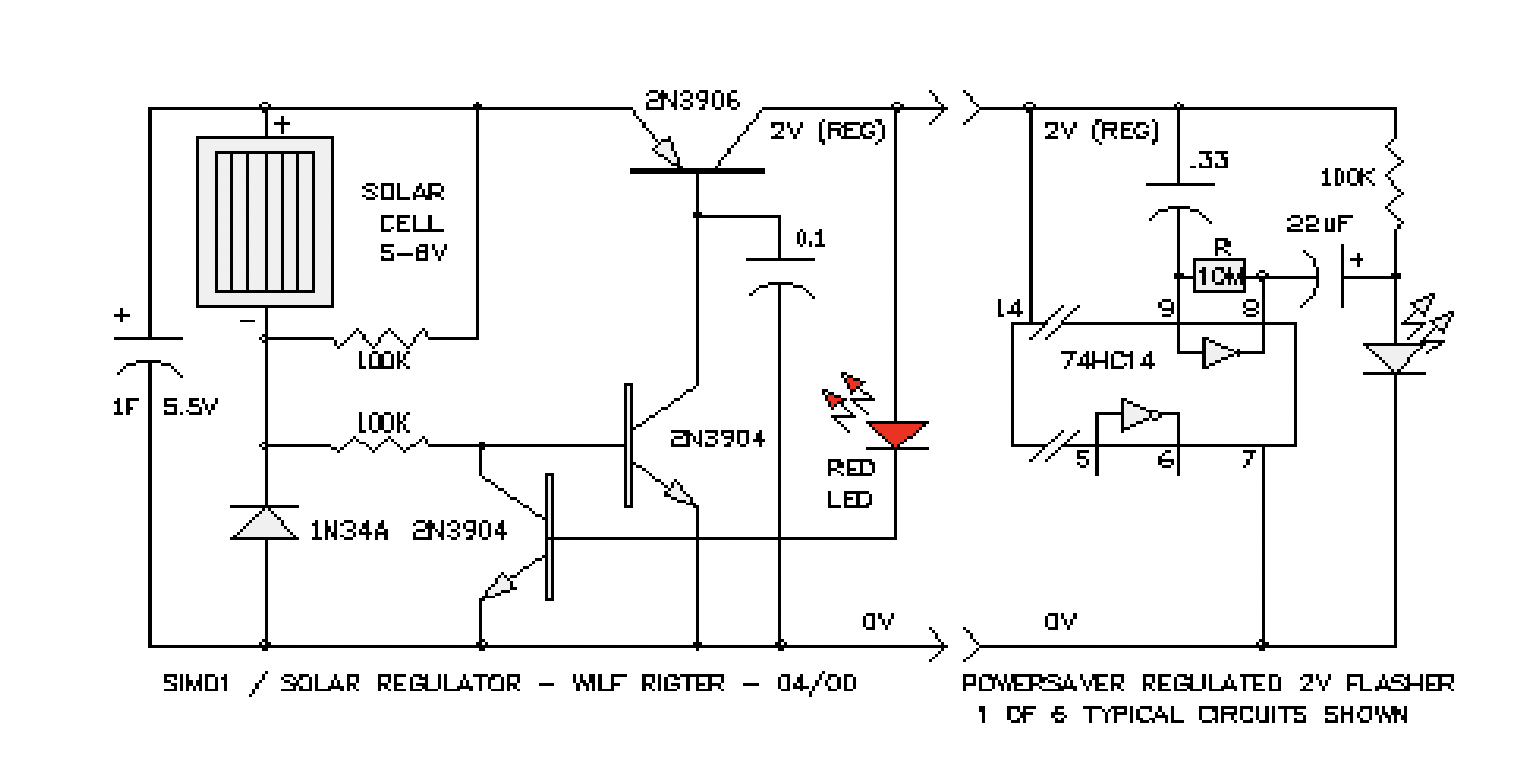 2N3906
+
2V (REG)
2V (REG)
.33
SOLAR
CELL
5-6V
100K
22uF
+
0.1
R
10M
+
-
14
9
8
100K
74HC14
1F 5.5V
100K
2N3904
RED
LED
5
6
7
1N34A
2N3904
0V
0V
SIMD1 / SOLAR REGULATOR - WILF RIGTER - 04/00
POWERSAVER REGULATED 2V FLASHER
1 OF 6 TYPICAL CIRCUITS SHOWN